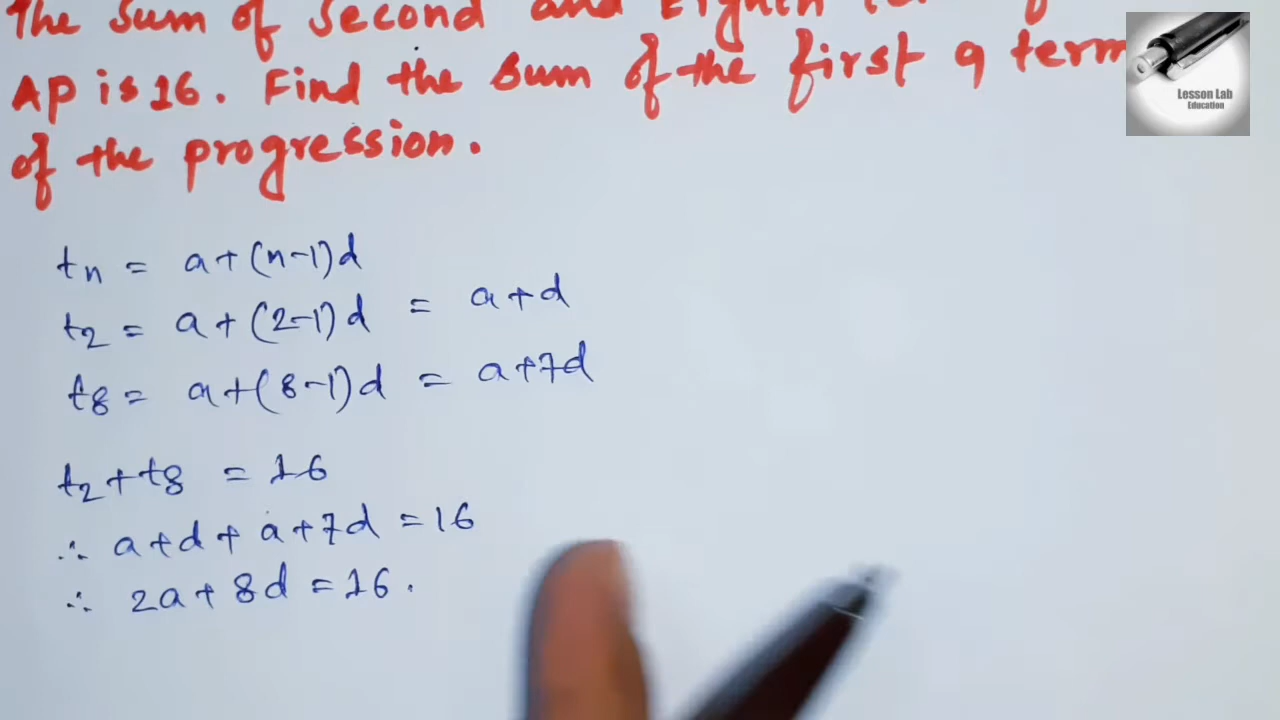 The Sum of Second and Eighth
AP is 16. Find the sum of the first 9 term
of the progression.
Lesson Lab
Education
tn = a+(n-1)d
t2 = a+(2-1)d = a+d
t8 = a+(8-1)d = a+7d
t2+t8 = 16
∴ a+d+a+7d=16
∴ 2a+8d=16.